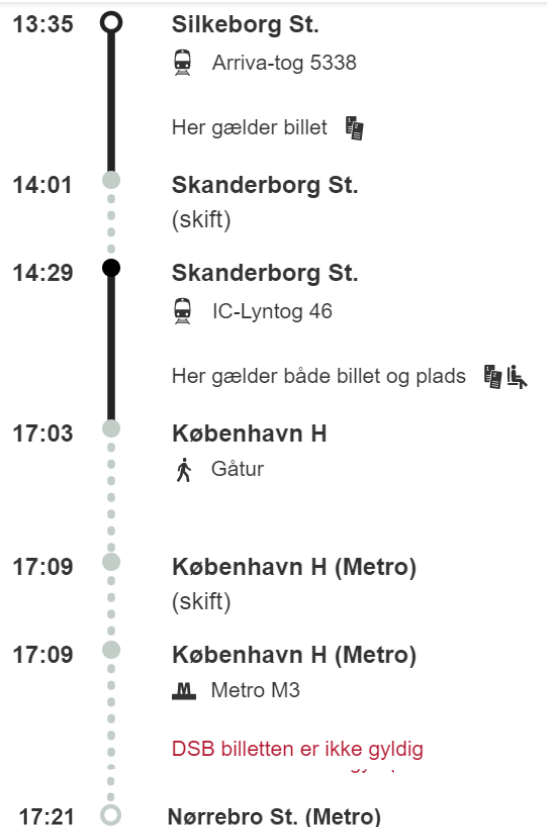 13:35 Silkeborg St.
Arriva-tog 5338
Her gælder billet
14:01 Skanderborg St.
(skift)
14:29 Skanderborg St.
IC-Lyntog 46
Her gælder både billet og plads
17:03 København H
Gåtur
17:09 København H (Metro)
(skift)
17:09 København H (Metro)
Metro M3
DSB billetten er ikke gyldig
17:21 Nørrebro St. (Metro)